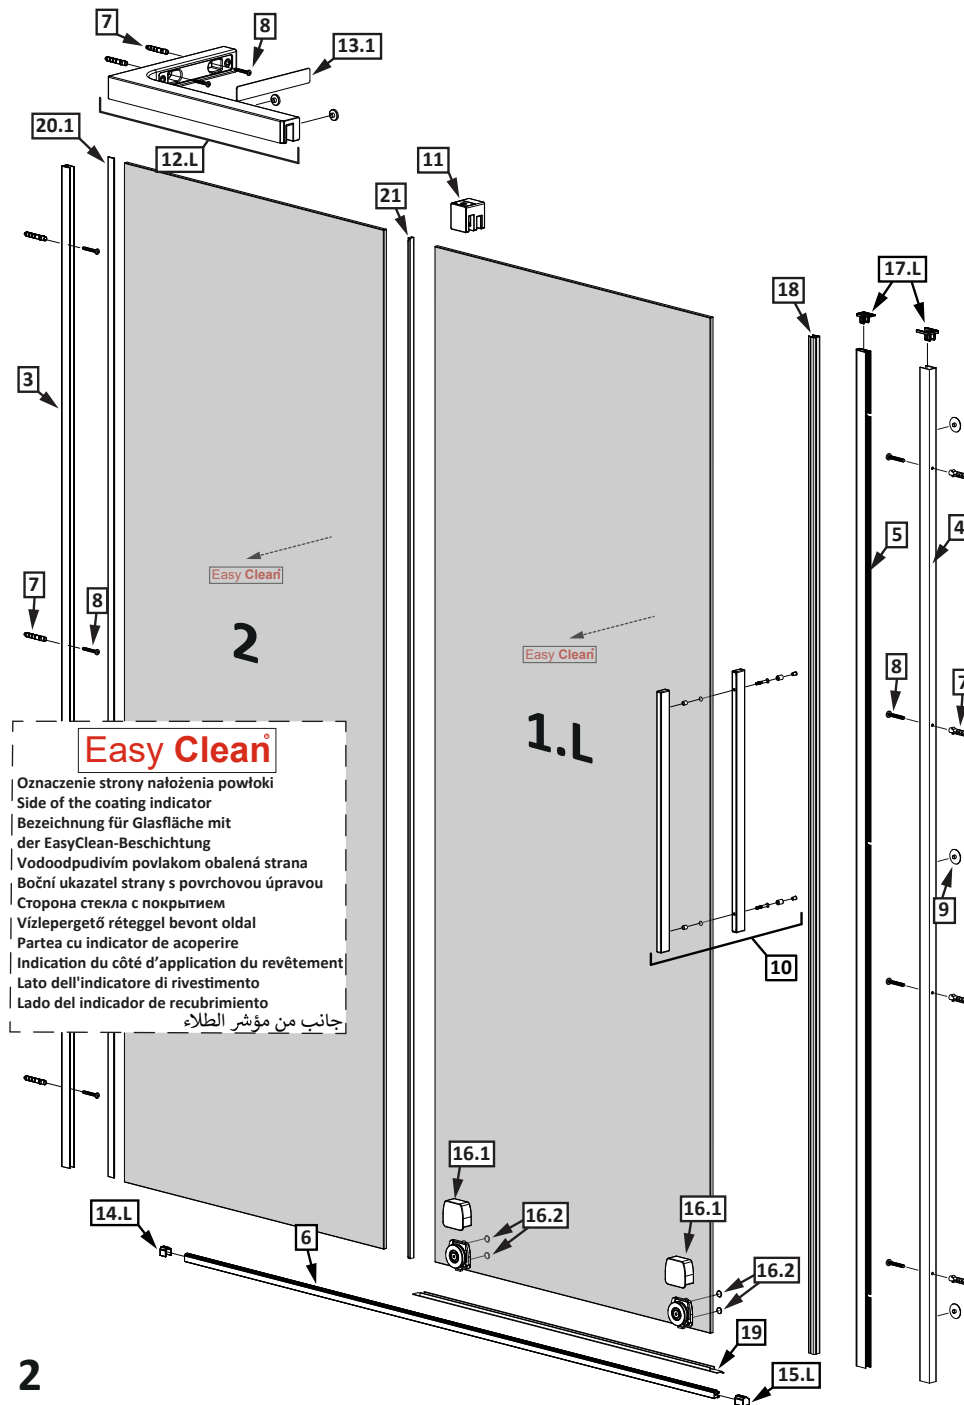 7
8
13.1
20.1
12.L
11
21
17.L
18
3
5
4
Easy Clean
2
7
8
Easy Clean
1.L
8
7
Easy Clean
Oznaczenie strony nałożenia powłoki
Side of the coating indicator
Bezeichnung für Glasfläche mit
der EasyClean-Beschichtung
Vodoodpudivím povlakom obalená strana
Boční ukazatel strany s povrchovou úpravou
Сторона стекла с покрытием
Vízlepergető réteggel bevont oldal
Partea cu indicator de acoperire
Indication du côté d’application du revêtement
Lato dell'indicatore di rivestimento
Lado del indicador de recubrimiento
جانب من مؤشر الطلاء
9
10
16.1
16.2
16.1
14.L
6
16.2
19
15.L
2